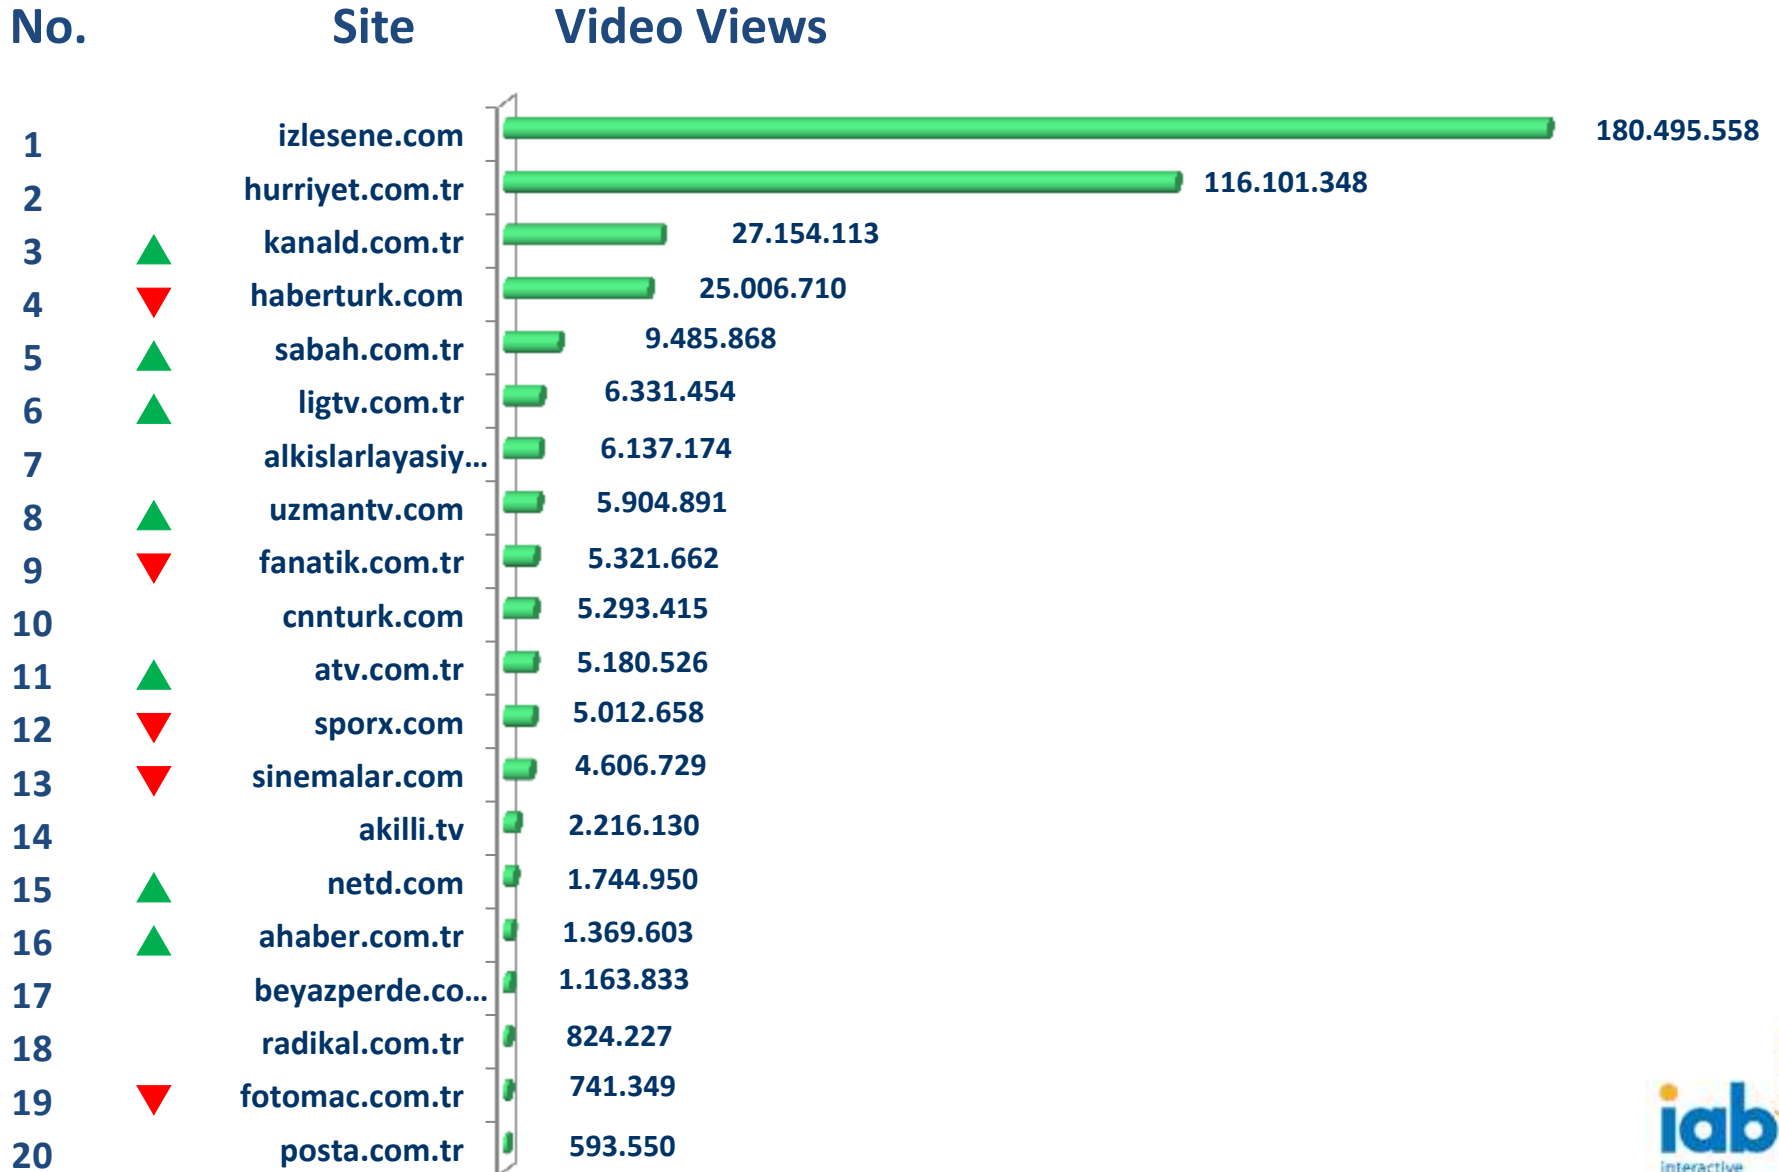 No. Site Video Views
1 izlesene.com 180.495.558
2 hurriyet.com.tr 116.101.348
3 kanald.com.tr 27.154.113
4 haberturk.com 25.006.710
5 sabah.com.tr 9.485.868
6 ligtv.com.tr 6.331.454
7 alkislarlayasiy... 6.137.174
8 uzmantv.com 5.904.891
9 fanatik.com.tr 5.321.662
10 cnnturk.com 5.293.415
11 atv.com.tr 5.180.526
12 sporx.com 5.012.658
13 sinemalar.com 4.606.729
14 akilli.tv 2.216.130
15 netd.com 1.744.950
16 ahaber.com.tr 1.369.603
17 beyazperde.co... 1.163.833
18 radikal.com.tr 824.227
19 fotomac.com.tr 741.349
20 posta.com.tr 593.550
iab
interactive